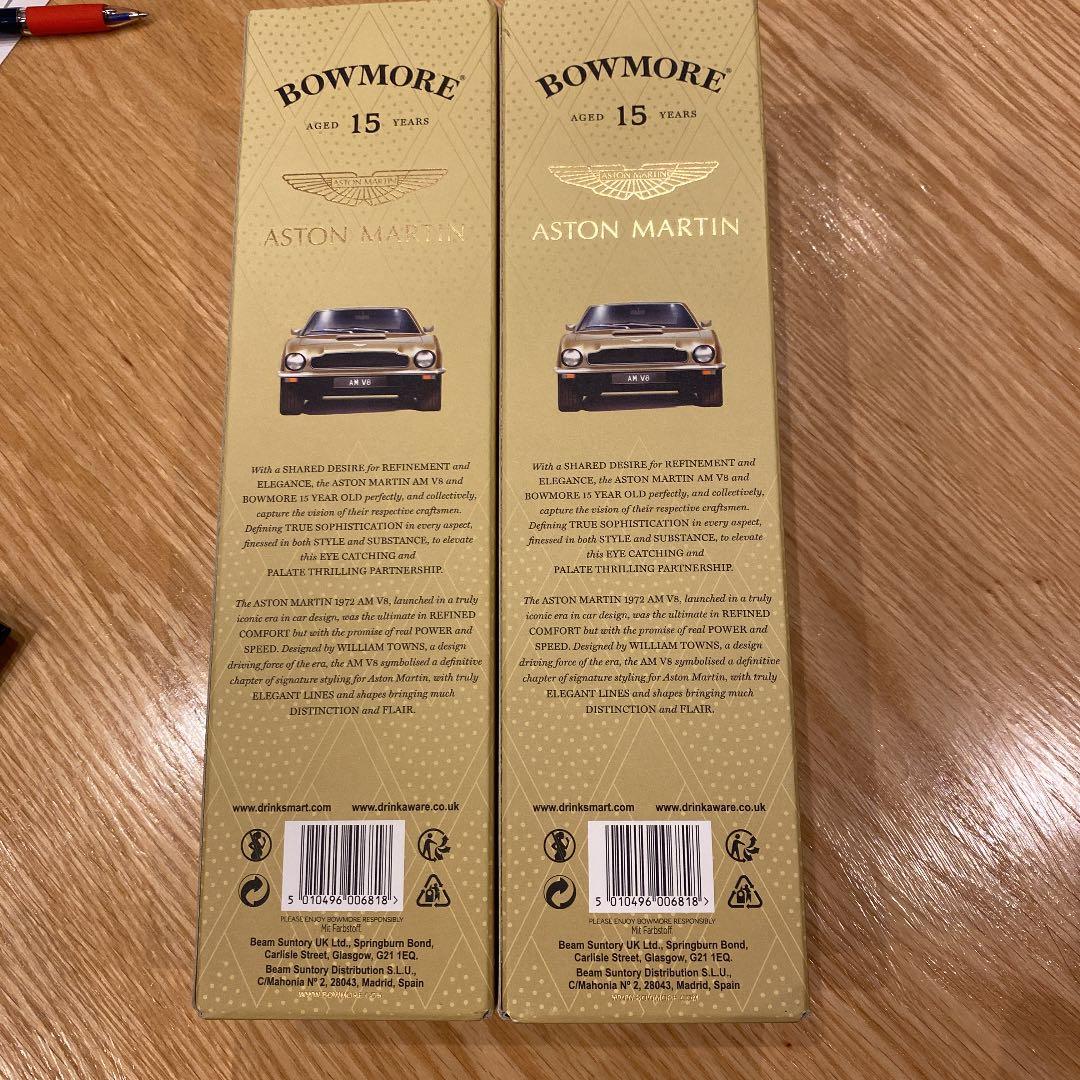 BOWMORE®
AGED 15 YEARS
ASTON MARTIN
ASTON MARTIN
AM V8
With a SHARED DESIRE for REFINEMENT and
ELEGANCE, the ASTON MARTIN AM V8 and
BOWMORE 15 YEAR OLD perfectly, and collectively,
capture the vision of their respective craftsmen.
Defining TRUE SOPHISTICATION in every aspect,
finessed in both STYLE and SUBSTANCE, to elevate
this EYE CATCHING and
PALATE THRILLING PARTNERSHIP.
The ASTON MARTIN 1972 AM V8, launched in a truly
iconic era in car design, was the ultimate in REFINED
COMFORT but with the promise of real POWER and
SPEED. Designed by WILLIAM TOWNS, a design
driving force of the era, the AM V8 symbolised a definitive
chapter of signature styling for Aston Martin, with truly
ELEGANT LINES and shapes bringing much
DISTINCTION and FLAIR.
www.drinksmart.com www.drinkaware.co.uk
5 010496 006818 >
PLEASE ENJOY BOWMORE RESPONSIBLY
Mit Farbstoff
Beam Suntory UK Ltd., Springburn Bond,
Carlisle Street, Glasgow, G21 1EQ.
Beam Suntory Distribution S.L.U.,
C/Mahonia Nº 2, 28043, Madrid, Spain
WWW.BOWMORE.COM
BOWMORE®
AGED 15 YEARS
ASTON MARTIN
ASTON MARTIN
AM V8
With a SHARED DESIRE for REFINEMENT and
ELEGANCE, the ASTON MARTIN AM V8 and
BOWMORE 15 YEAR OLD perfectly, and collectively,
capture the vision of their respective craftsmen.
Defining TRUE SOPHISTICATION in every aspect,
finessed in both STYLE and SUBSTANCE, to elevate
this EYE CATCHING and
PALATE THRILLING PARTNERSHIP.
The ASTON MARTIN 1972 AM V8, launched in a truly
iconic era in car design, was the ultimate in REFINED
COMFORT but with the promise of real POWER and
SPEED. Designed by WILLIAM TOWNS, a design
driving force of the era, the AM V8 symbolised a definitive
chapter of signature styling for Aston Martin, with truly
ELEGANT LINES and shapes bringing much
DISTINCTION and FLAIR.
www.drinksmart.com www.drinkaware.co.uk
5 010496 006818 >
PLEASE ENJOY BOWMORE RESPONSIBLY
Mit Farbstoff
Beam Suntory UK Ltd., Springburn Bond,
Carlisle Street, Glasgow, G21 1EQ.
Beam Suntory Distribution S.L.U.,
C/Mahonia Nº 2, 28043, Madrid, Spain
WWW.BOWMORE.COM